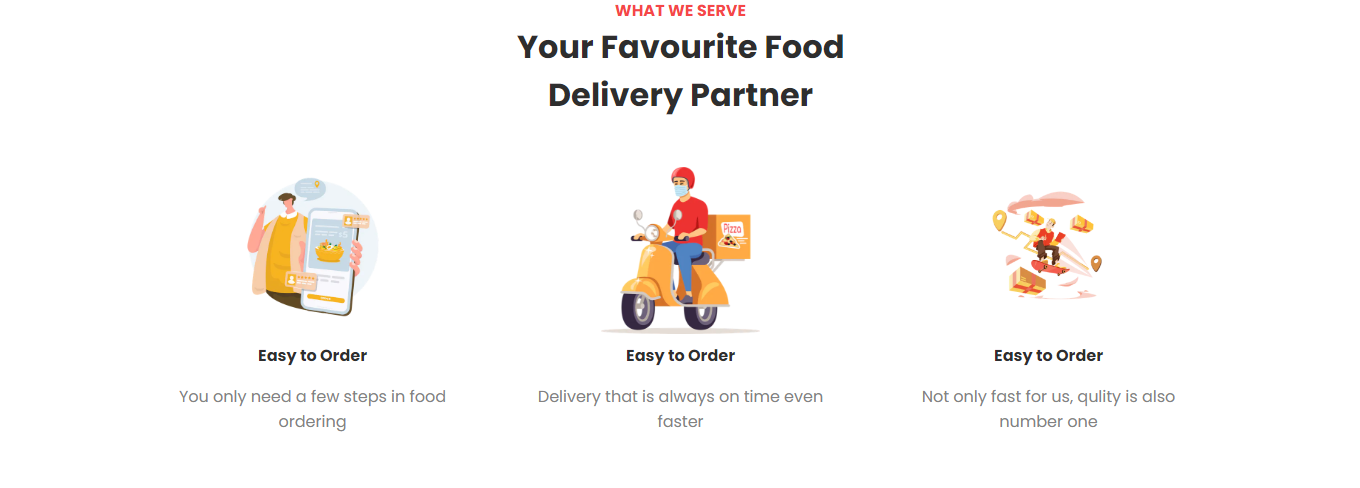 WHAT WE SERVE
Your Favourite Food
Delivery Partner
Pizza
Easy to Order
Easy to Order
Easy to Order
You only need a few steps in food
ordering
Delivery that is always on time even
faster
Not only fast for us, qulity is also
number one